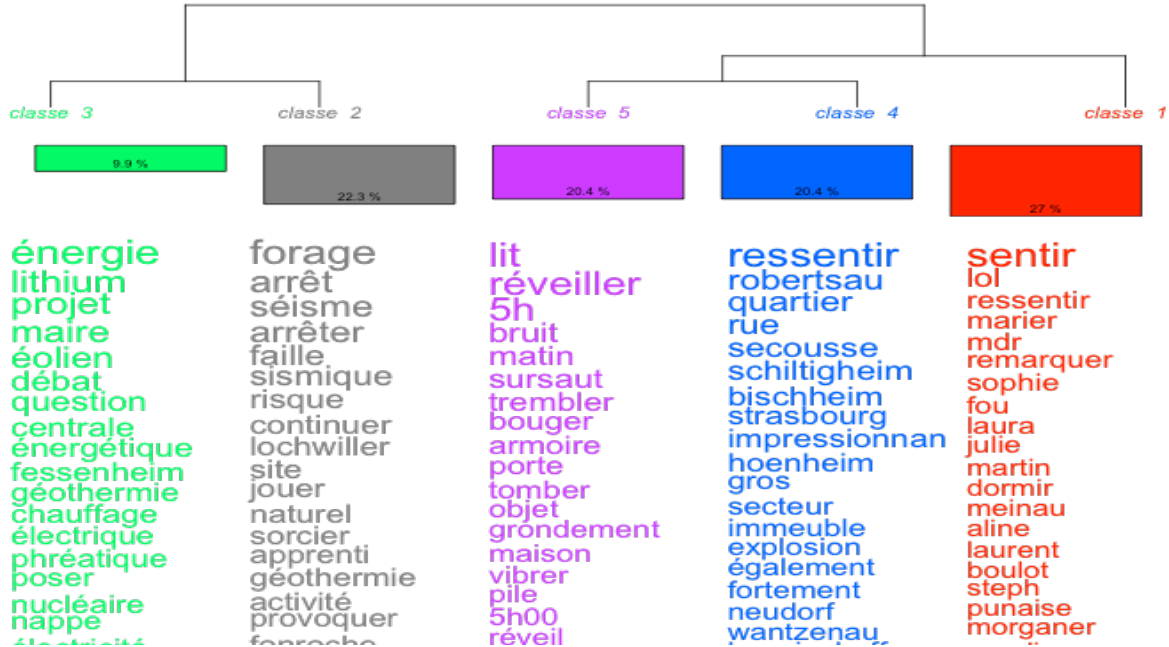 classe 3
classe 2
classe 5
classe 4
classe 1
9.9 %
22.3 %
20.4 %
20.4 %
27 %
énergie
lithium
projet
maire
éolien
débat
question
centrale
énergétique
fessenheim
géothermie
chauffage
électrique
phréatique
poser
nucléaire
nappe
électricité
forage
arrêt
séisme
arrêter
faille
sismique
risque
continuer
lochwiller
site
jouer
naturel
sorcier
apprenti
géothermie
activité
provoquer
fonroche
lit
réveiller
5h
bruit
matin
sursaut
trembler
bouger
armoire
porte
tomber
objet
grondement
maison
vibrer
pile
5h00
réveil
ressentir
robertsau
quartier
rue
secousse
schiltigheim
bischheim
strasbourg
impressionnan
hoenheim
gros
secteur
immeuble
explosion
également
fortement
neudorf
wantzenau
sentir
lol
ressentir
marier
mdr
remarquer
sophie
fou
laura
julie
martin
dormir
meinau
aline
laurent
boulot
steph
punaise
morganer